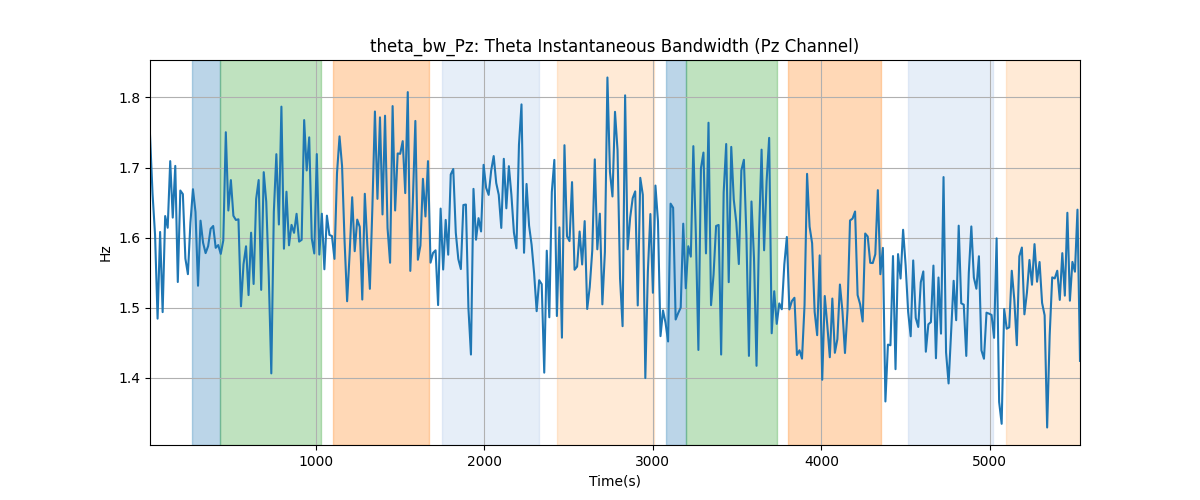 theta_bw_Pz: Theta Instantaneous Bandwidth (Pz Channel)
Hz
1.8
1.7
1.6
1.5
1.4
1000 2000 3000 4000 5000
Time(s)